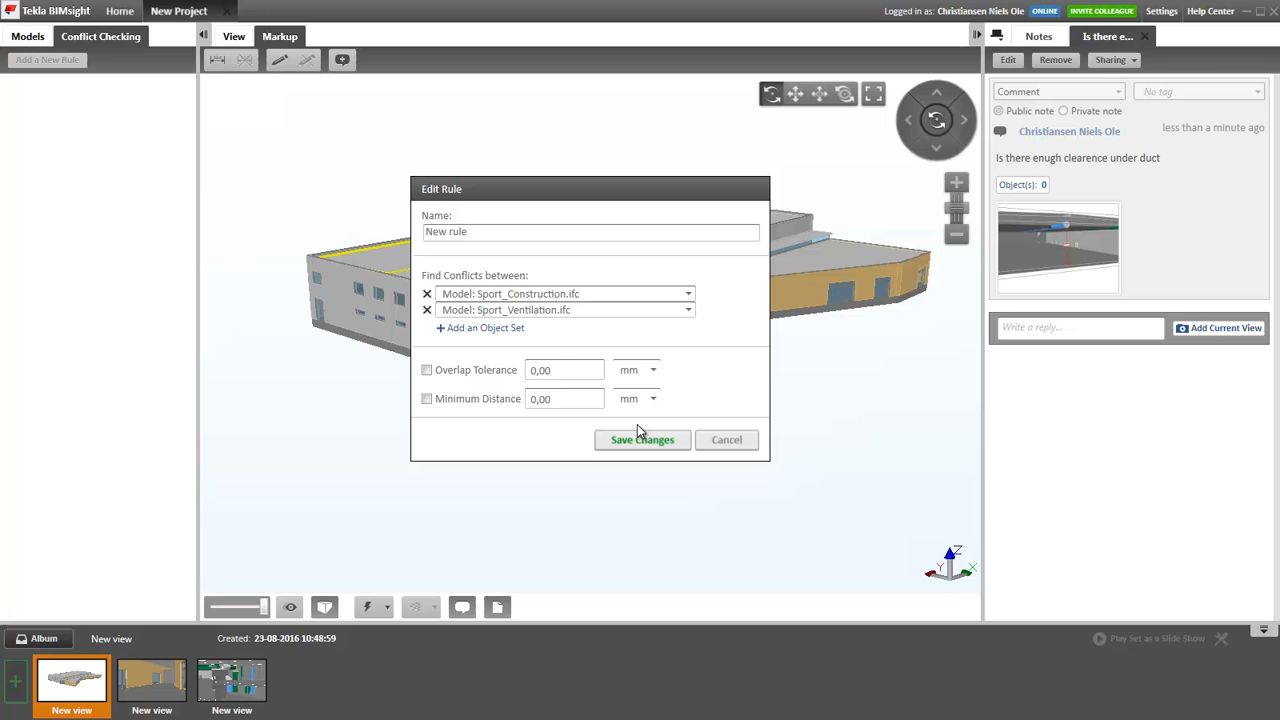 Tekla BIMsight
Home
New Project
Logged in as: Christiansen Niels Ole
ONLINE
INVITE COLLEAGUE
Settings
Help Center
Models
Conflict Checking
View
Markup
Notes
Is there e...
Add a New Rule
Edit
Remove
Sharing
Comment
No tag
Public note
Private note
Christiansen Niels Ole
less than a minute ago
Is there enugh clearence under duct
Object(s): 0
Write a reply...
Add Current View
Edit Rule
Name:
New rule
Find Conflicts between:
Model: Sport_Construction.ifc
Model: Sport_Ventilation.ifc
Add an Object Set
Overlap Tolerance
0,00
mm
Minimum Distance
0,00
mm
Save Changes
Cancel
Z
Y
X
Album
New view
Created: 23-08-2016 10:48:59
Play Set as a Slide Show
New view
New view
New view